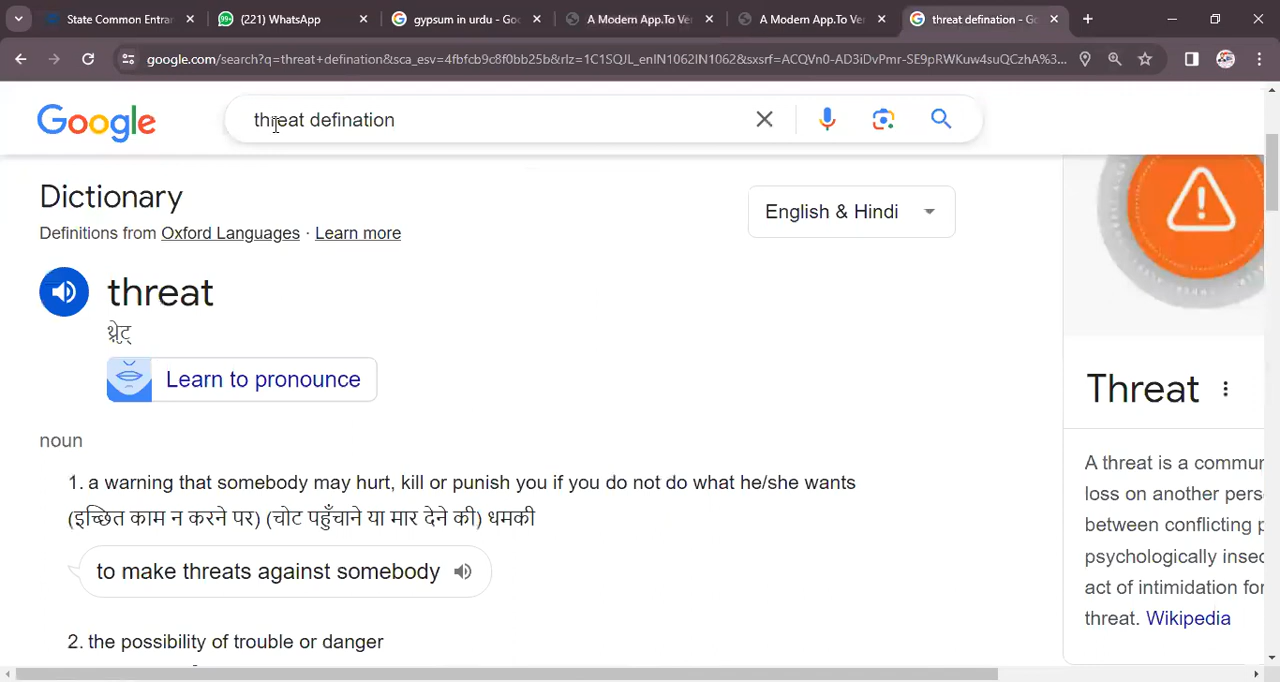 State Common Entrar
(221) WhatsApp
gypsum in urdu - Goo
A Modern App.To Ve
A Modern App.To Ve
threat defination - G
google.com/search?q=threat+defination&sca_esv=4fbfcb9c8f0bb25b&rlz=1C1SQJL_enIN1062IN1062&sxsrf=ACQVn0-AD3iDvPmr-SE9pRWKuw4suQCzhA%3...
Google
threat defination
Dictionary
English & Hindi
Definitions from Oxford Languages · Learn more
threat
थ्रेट्
Learn to pronounce
noun
1. a warning that somebody may hurt, kill or punish you if you do not do what he/she wants
(इच्छित काम न करने पर) (चोट पहुँचाने या मार देने की) धमकी
to make threats against somebody
2. the possibility of trouble or danger
Threat
A threat is a commun
loss on another pers
between conflicting p
psychologically insec
act of intimidation for
threat. Wikipedia